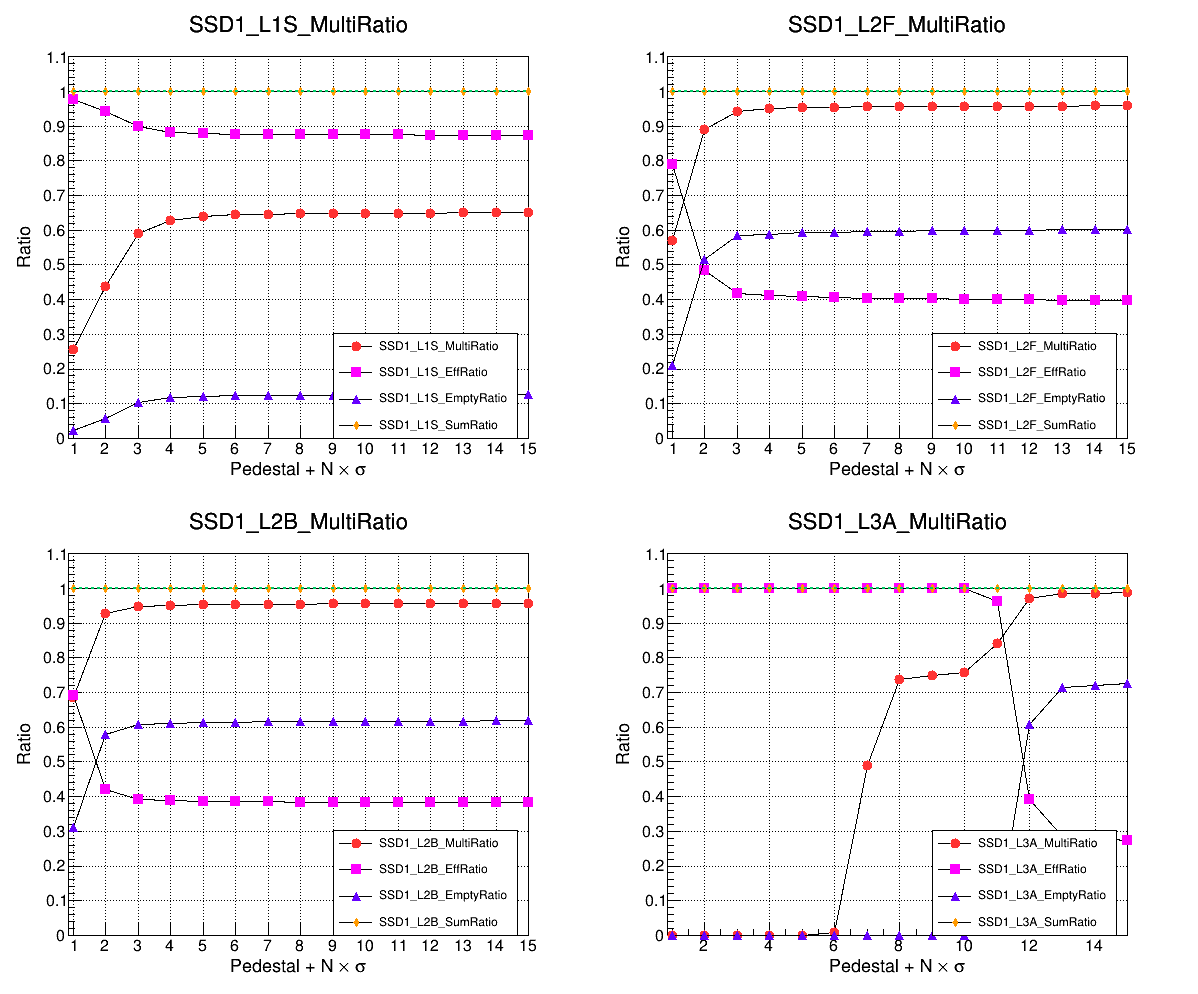 SSD1_L1S_MultiRatio
1.1
1
0.9
0.8
0.7
0.6
0.5
0.4
0.3
0.2
0.1
0
Ratio
SSD1_L1S_MultiRatio
SSD1_L1S_EffRatio
SSD1_L1S_EmptyRatio
SSD1_L1S_SumRatio
1 2 3 4 5 6 7 8 9 10 11 12 13 14 15
Pedestal + N × σ
SSD1_L2F_MultiRatio
1.1
1
0.9
0.8
0.7
0.6
0.5
0.4
0.3
0.2
0.1
0
Ratio
SSD1_L2F_MultiRatio
SSD1_L2F_EffRatio
SSD1_L2F_EmptyRatio
SSD1_L2F_SumRatio
1 2 3 4 5 6 7 8 9 10 11 12 13 14 15
Pedestal + N × σ
SSD1_L2B_MultiRatio
1.1
1
0.9
0.8
0.7
0.6
0.5
0.4
0.3
0.2
0.1
0
Ratio
SSD1_L2B_MultiRatio
SSD1_L2B_EffRatio
SSD1_L2B_EmptyRatio
SSD1_L2B_SumRatio
1 2 3 4 5 6 7 8 9 10 11 12 13 14 15
Pedestal + N × σ
SSD1_L3A_MultiRatio
1.1
1
0.9
0.8
0.7
0.6
0.5
0.4
0.3
0.2
0.1
0
Ratio
SSD1_L3A_MultiRatio
SSD1_L3A_EffRatio
SSD1_L3A_EmptyRatio
SSD1_L3A_SumRatio
2 4 6 8 10 12 14
Pedestal + N × σ